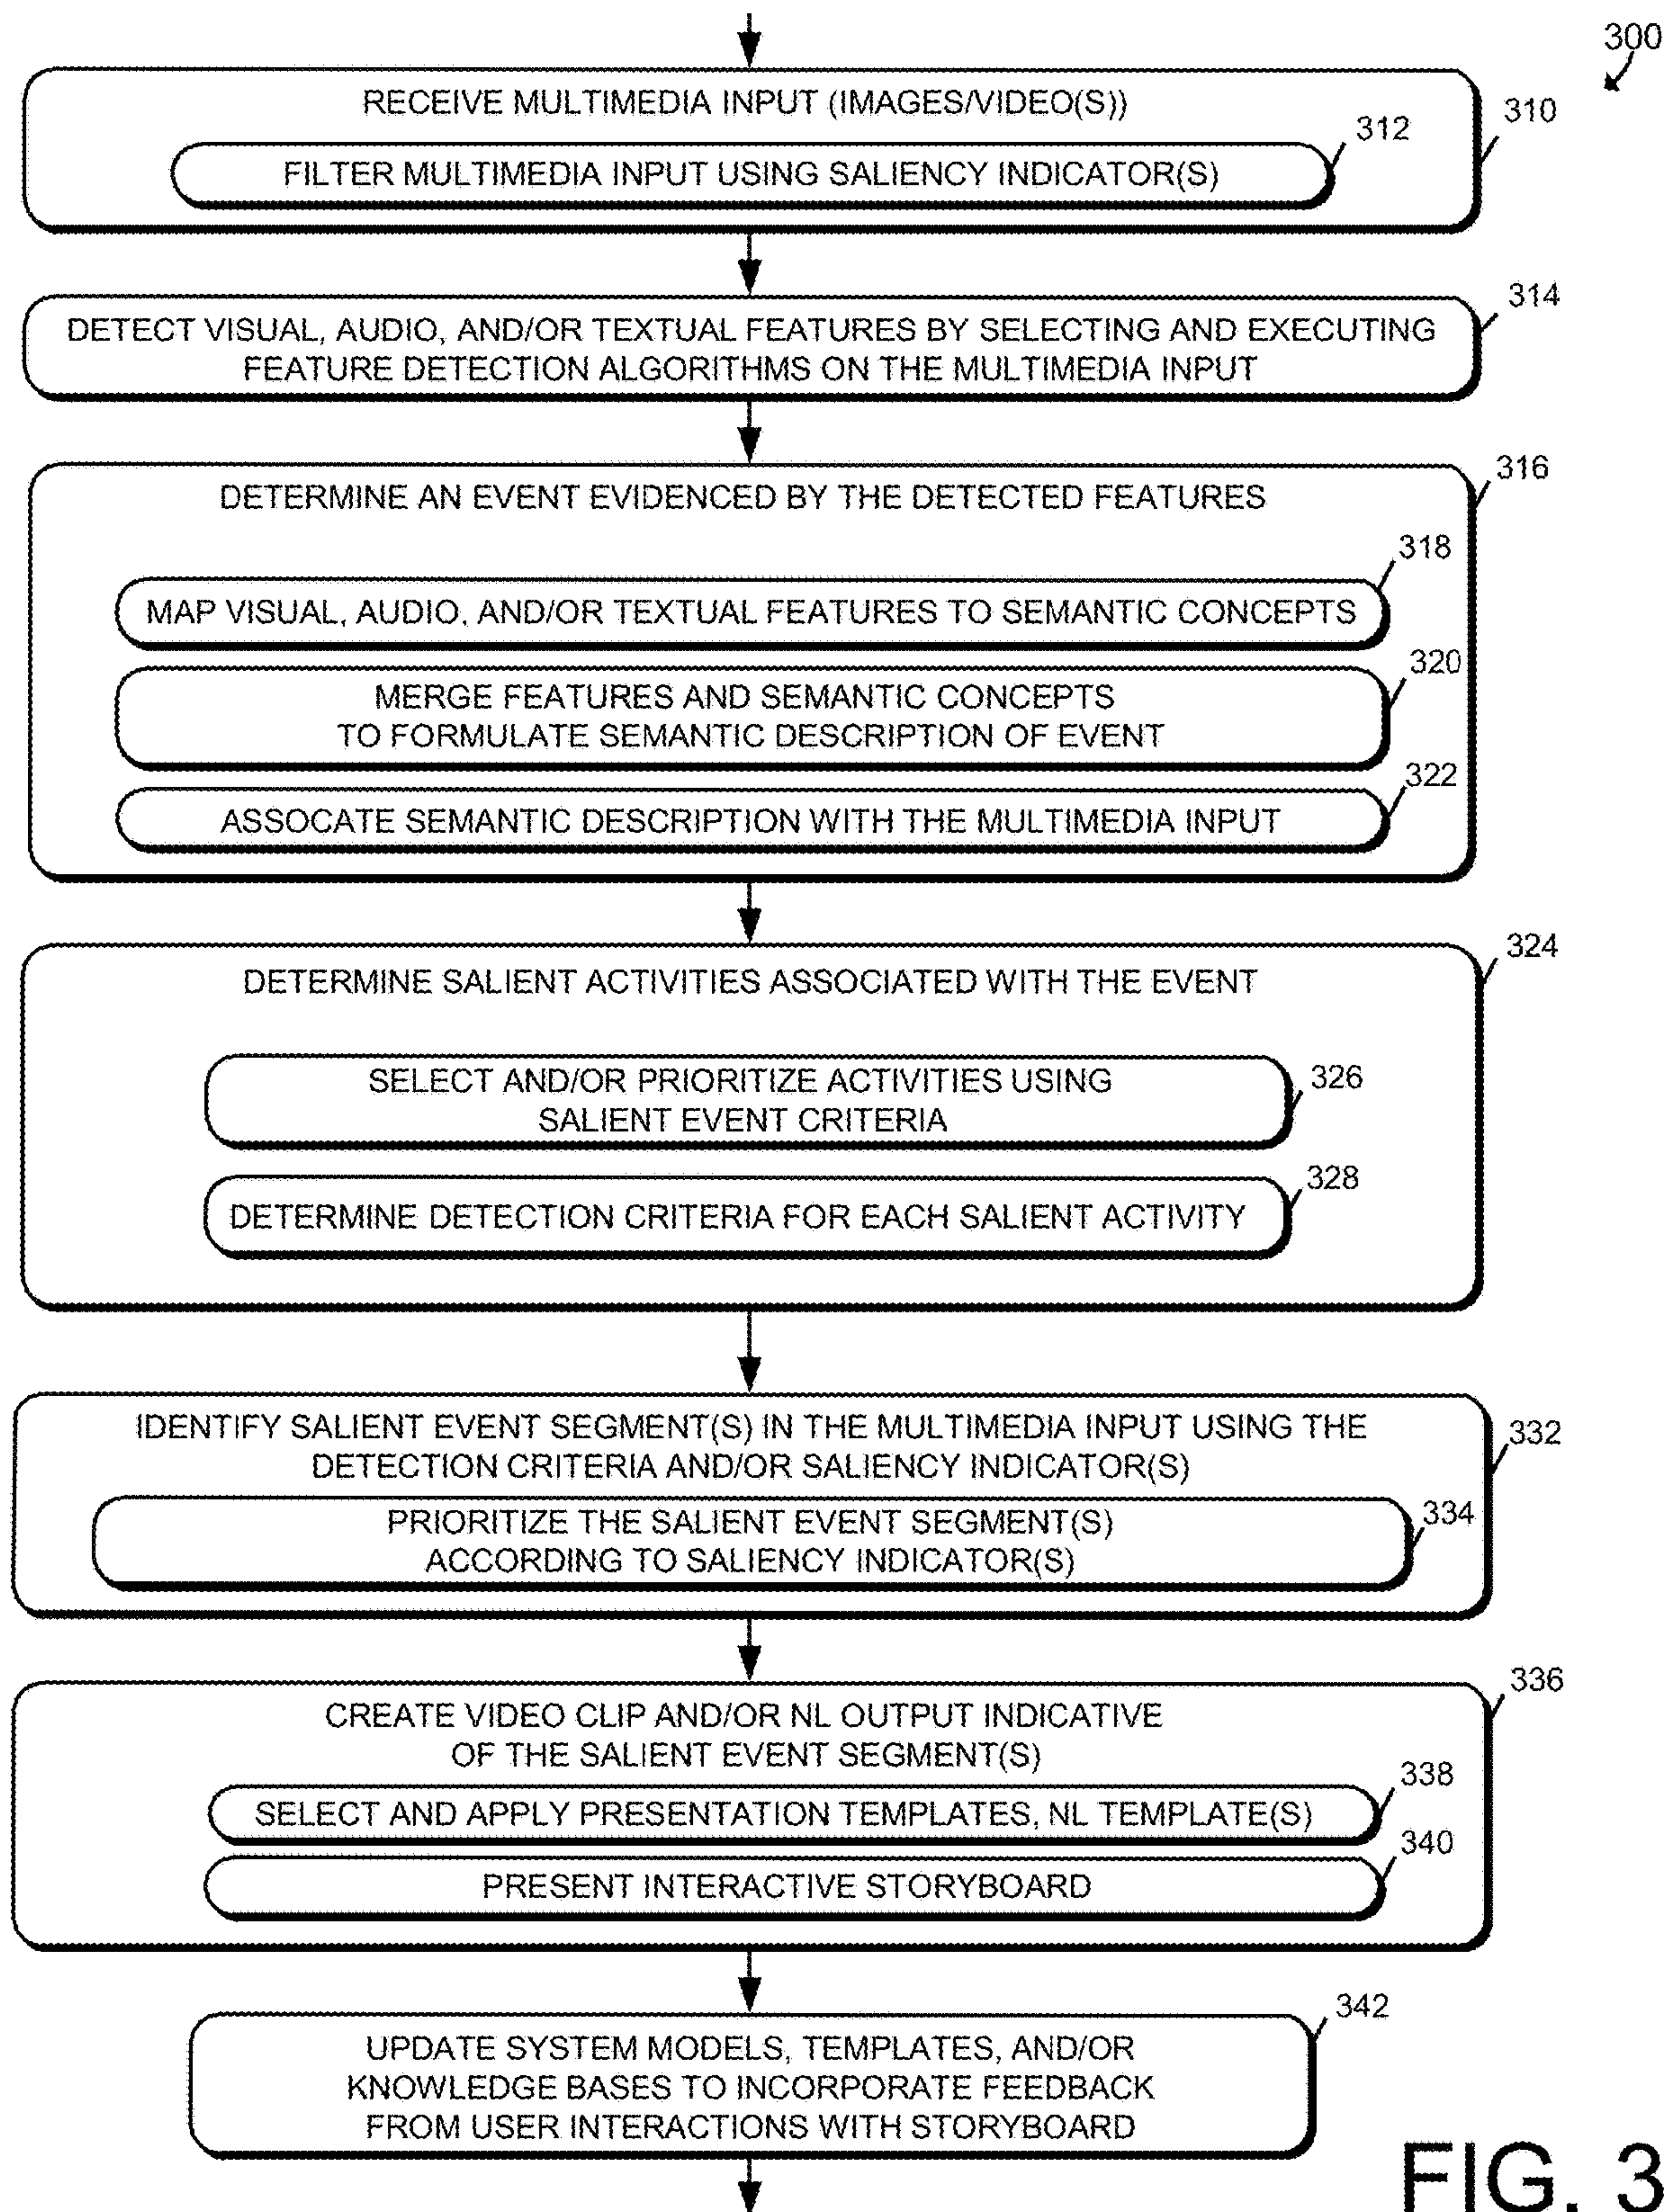 300
RECEIVE MULTIMEDIA INPUT (IMAGES/VIDEO(S))
310
312
FILTER MULTIMEDIA INPUT USING SALIENCY INDICATOR(S)
314
DETECT VISUAL, AUDIO, AND/OR TEXTUAL FEATURES BY SELECTING AND EXECUTING
FEATURE DETECTION ALGORITHMS ON THE MULTIMEDIA INPUT
316
DETERMINE AN EVENT EVIDENCED BY THE DETECTED FEATURES
318
MAP VISUAL, AUDIO, AND/OR TEXTUAL FEATURES TO SEMANTIC CONCEPTS
320
MERGE FEATURES AND SEMANTIC CONCEPTS
TO FORMULATE SEMANTIC DESCRIPTION OF EVENT
322
ASSOCATE SEMANTIC DESCRIPTION WITH THE MULTIMEDIA INPUT
324
DETERMINE SALIENT ACTIVITIES ASSOCIATED WITH THE EVENT
326
SELECT AND/OR PRIORITIZE ACTIVITIES USING
SALIENT EVENT CRITERIA
328
DETERMINE DETECTION CRITERIA FOR EACH SALIENT ACTIVITY
332
IDENTIFY SALIENT EVENT SEGMENT(S) IN THE MULTIMEDIA INPUT USING THE
DETECTION CRITERIA AND/OR SALIENCY INDICATOR(S)
334
PRIORITIZE THE SALIENT EVENT SEGMENT(S)
ACCORDING TO SALIENCY INDICATOR(S)
336
CREATE VIDEO CLIP AND/OR NL OUTPUT INDICATIVE
OF THE SALIENT EVENT SEGMENT(S)
338
SELECT AND APPLY PRESENTATION TEMPLATES, NL TEMPLATE(S)
340
PRESENT INTERACTIVE STORYBOARD
342
UPDATE SYSTEM MODELS, TEMPLATES, AND/OR
KNOWLEDGE BASES TO INCORPORATE FEEDBACK
FROM USER INTERACTIONS WITH STORYBOARD
FIG. 3